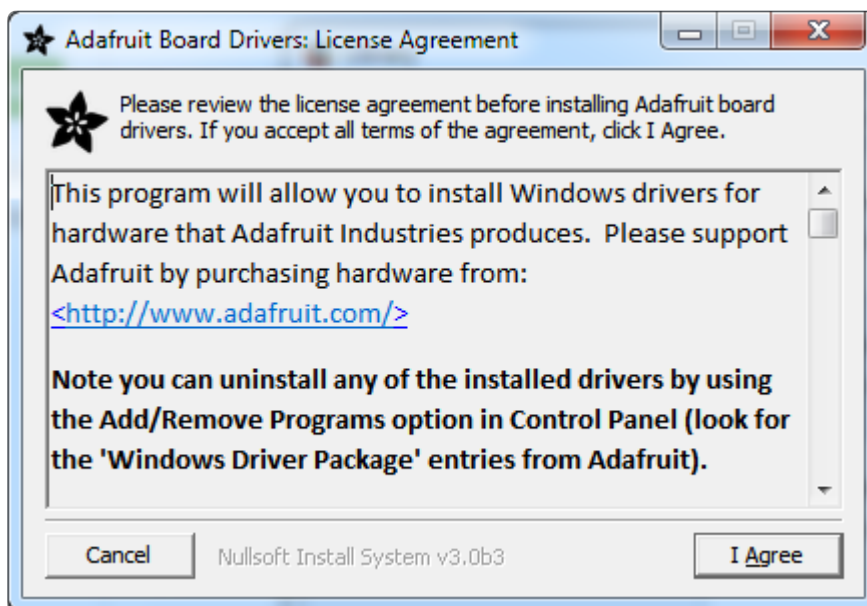 Adafruit Board Drivers: License Agreement
Please review the license agreement before installing Adafruit board
drivers. If you accept all terms of the agreement, click I Agree.
This program will allow you to install Windows drivers for
hardware that Adafruit Industries produces.  Please support
Adafruit by purchasing hardware from:
<http://www.adafruit.com/>
Note you can uninstall any of the installed drivers by using
the Add/Remove Programs option in Control Panel (look for
the 'Windows Driver Package' entries from Adafruit).
Cancel Nullsoft Install System v3.0b3 I Agree